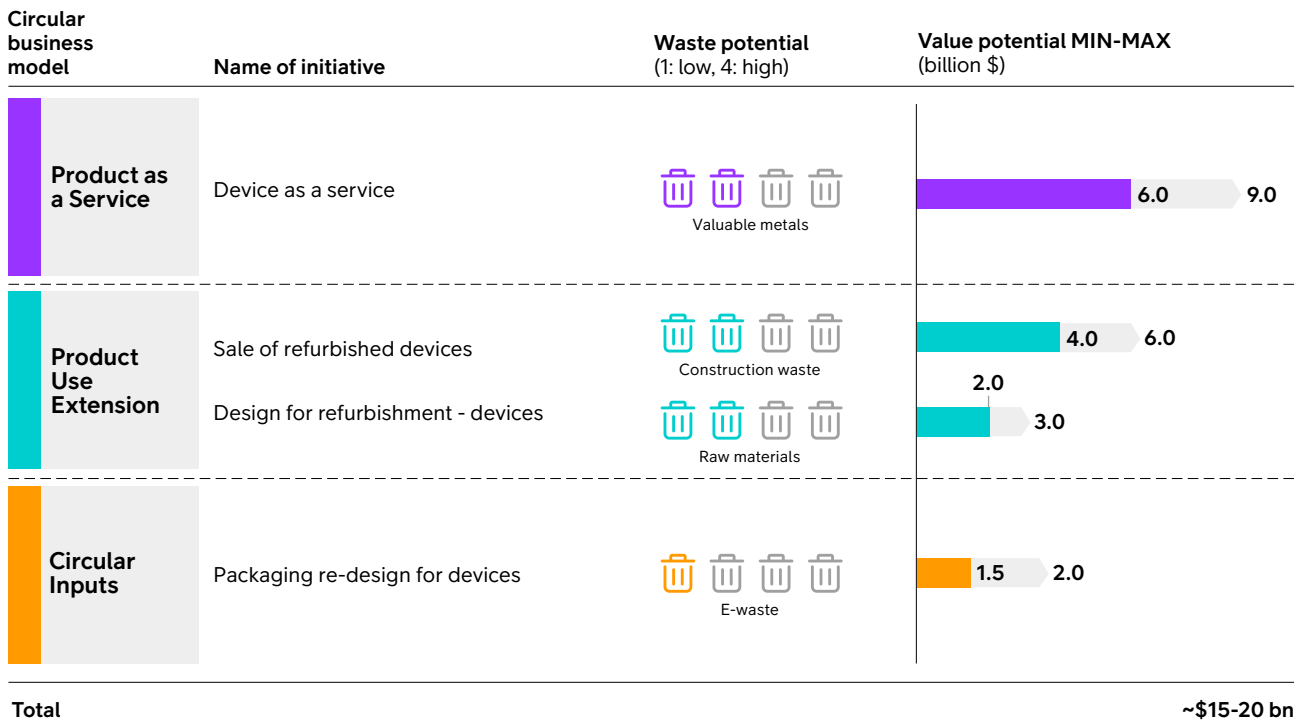 Circular
business
model
Name of initiative
Waste potential
(1: low, 4: high)
Value potential MIN-MAX
(billion $)
Product as
a Service
Device as a service
Valuable metals
6.0
9.0
Product
Use
Extension
Sale of refurbished devices
Construction waste
4.0
6.0
Design for refurbishment - devices
Raw materials
2.0
3.0
Circular
Inputs
Packaging re-design for devices
E-waste
1.5
2.0
Total
~$15-20 bn